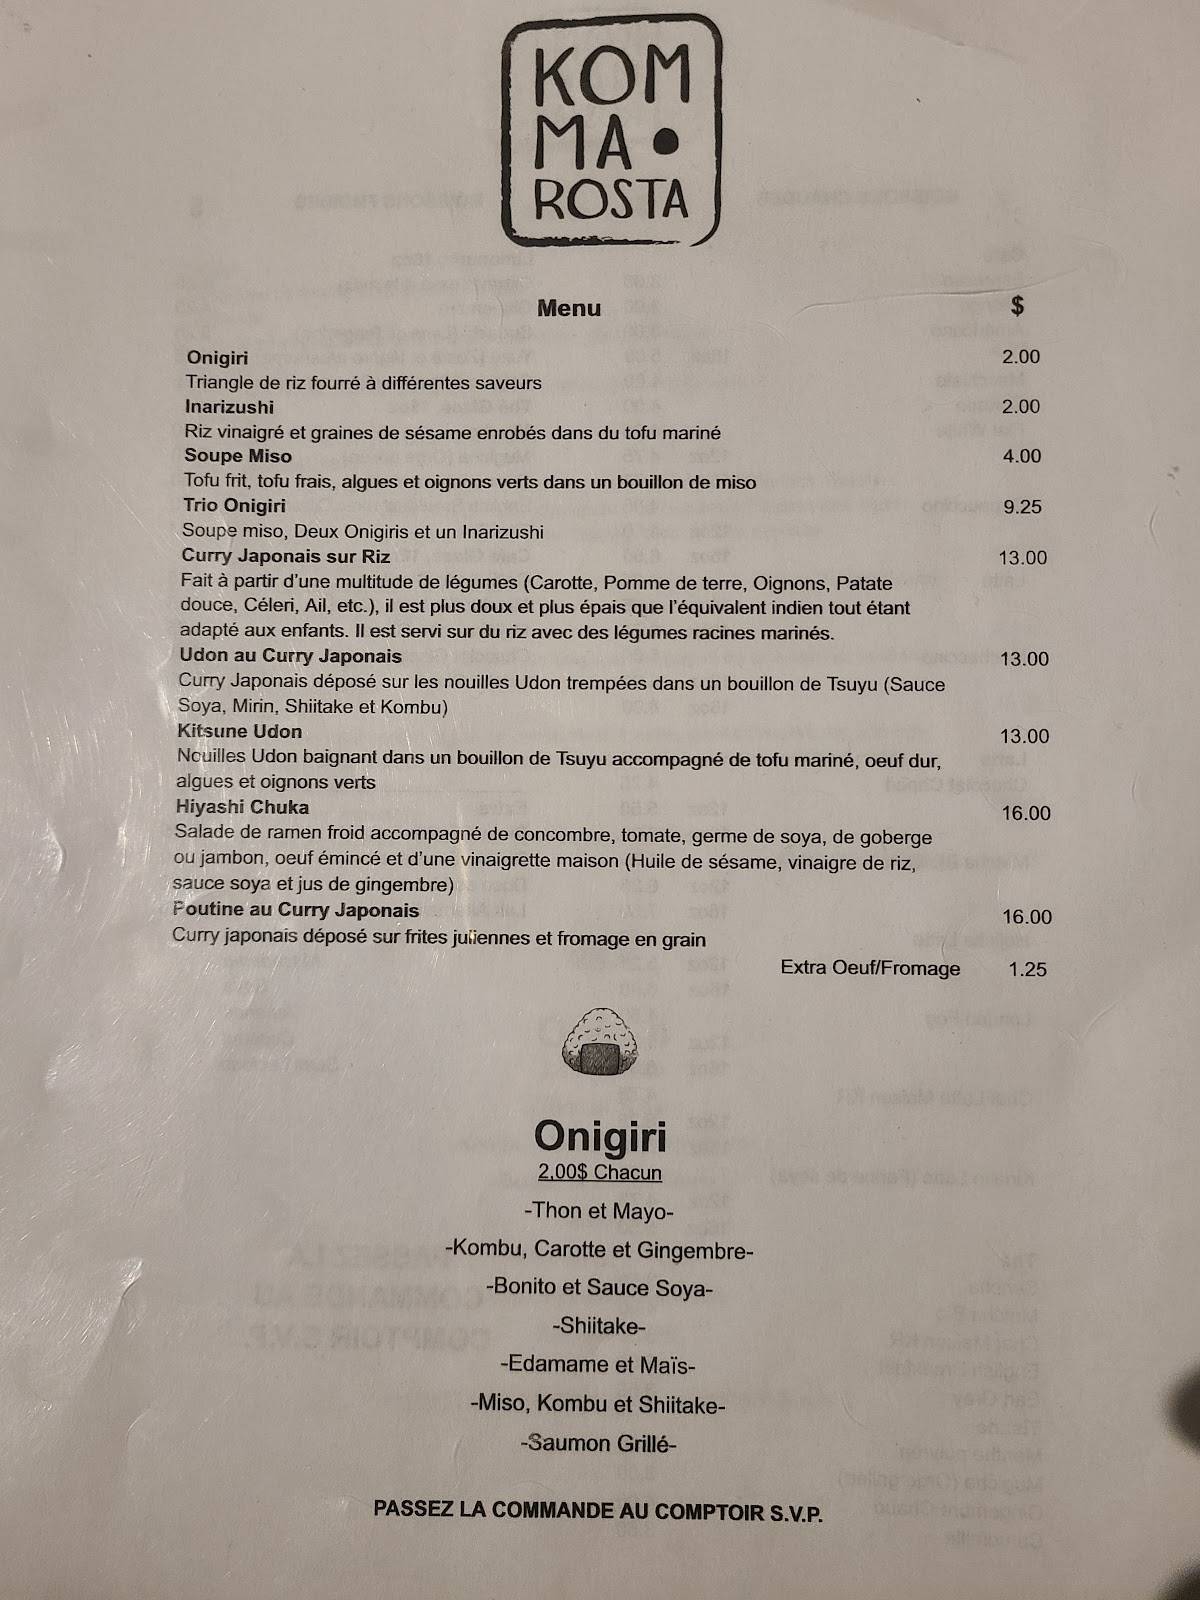 KOM
MA •
ROSTA
Menu $
Onigiri 2.00
Triangle de riz fourré à différentes saveurs
Inarizushi 2.00
Riz vinaigré et graines de sésame enrobés dans du tofu mariné
Soupe Miso 4.00
Tofu frit, tofu frais, algues et oignons verts dans un bouillon de miso
Trio Onigiri 9.25
Soupe miso, Deux Onigiris et un Inarizushi
Curry Japonais sur Riz 13.00
Fait à partir d'une multitude de légumes (Carotte, Pomme de terre, Oignons, Patate
douce, Céleri, Ail, etc.), il est plus doux et plus épais que l'équivalent indien tout étant
adapté aux enfants. Il est servi sur du riz avec des légumes racines marinés.
Udon au Curry Japonais 13.00
Curry Japonais déposé sur les nouilles Udon trempées dans un bouillon de Tsuyu (Sauce
Soya, Mirin, Shiitake et Kombu)
Kitsune Udon 13.00
Nouilles Udon baignant dans un bouillon de Tsuyu accompagné de tofu mariné, oeuf dur,
algues et oignons verts
Hiyashi Chuka 16.00
Salade de ramen froid accompagné de concombre, tomate, germe de soya, de goberge
ou jambon, oeuf émincé et d'une vinaigrette maison (Huile de sésame, vinaigre de riz,
sauce soya et jus de gingembre)
Poutine au Curry Japonais 16.00
Curry japonais déposé sur frites juliennes et fromage en grain
Extra Oeuf/Fromage 1.25
Onigiri
2,00$ Chacun
-Thon et Mayo-
-Kombu, Carotte et Gingembre-
-Bonito et Sauce Soya-
-Shiitake-
-Edamame et Maïs-
-Miso, Kombu et Shiitake-
-Saumon Grillé-
PASSEZ LA COMMANDE AU COMPTOIR S.V.P.